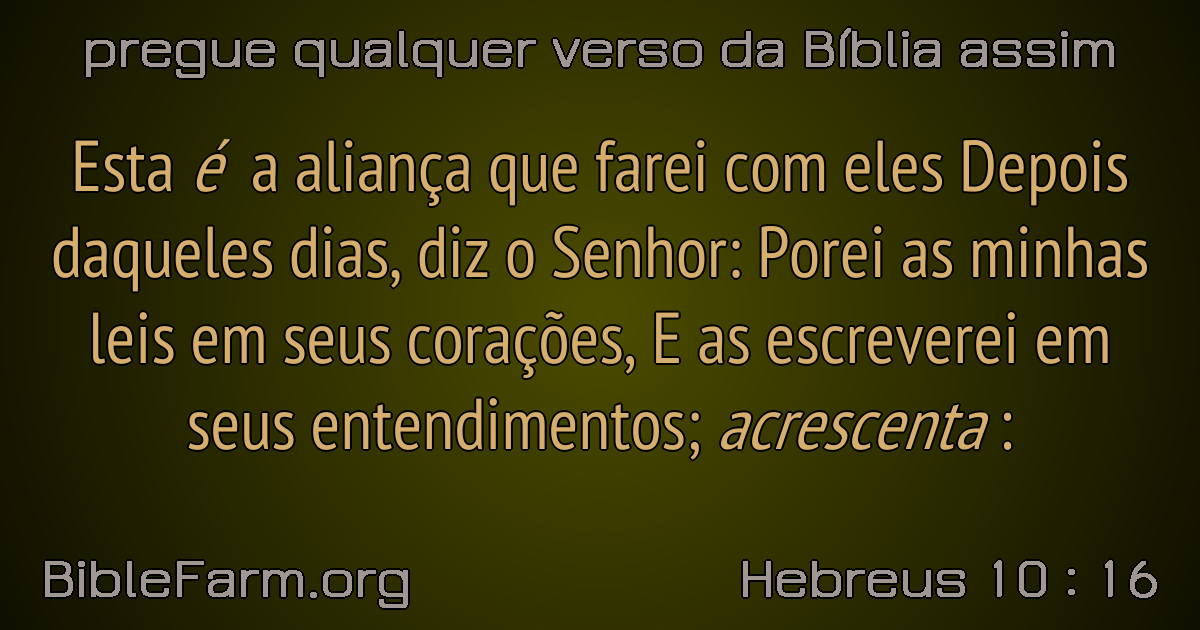 pregue qualquer verso da Bíblia assim
Esta é a aliança que farei com eles Depois
daqueles dias, diz o Senhor: Porei as minhas
leis em seus corações, E as escreverei em
seus entendimentos; acrescenta :
BibleFarm.org
Hebreus 10 : 16